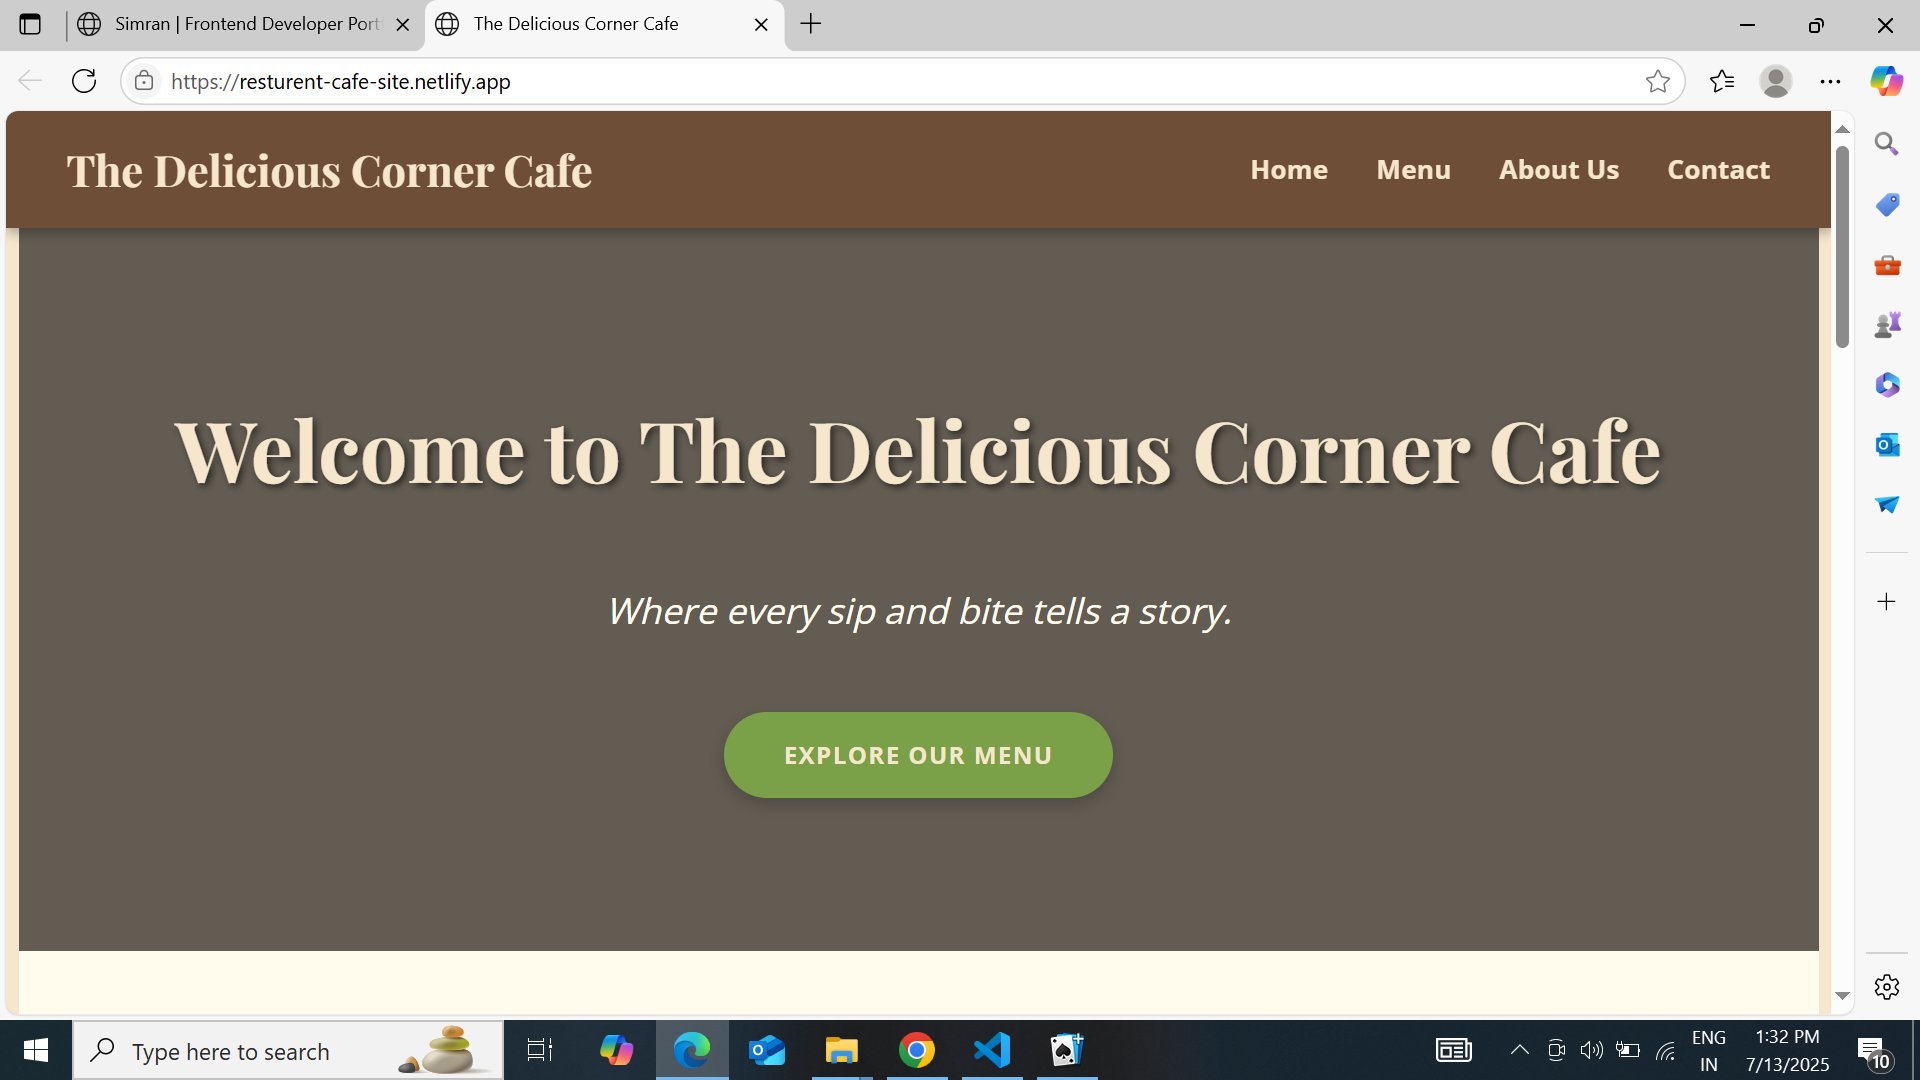 Simran | Frontend Developer Port
The Delicious Corner Cafe
https://resturent-cafe-site.netlify.app
The Delicious Corner Cafe
Home Menu About Us Contact
Welcome to The Delicious Corner Cafe
Where every sip and bite tells a story.
EXPLORE OUR MENU
Type here to search
ENG
IN
1:32 PM
7/13/2025
10